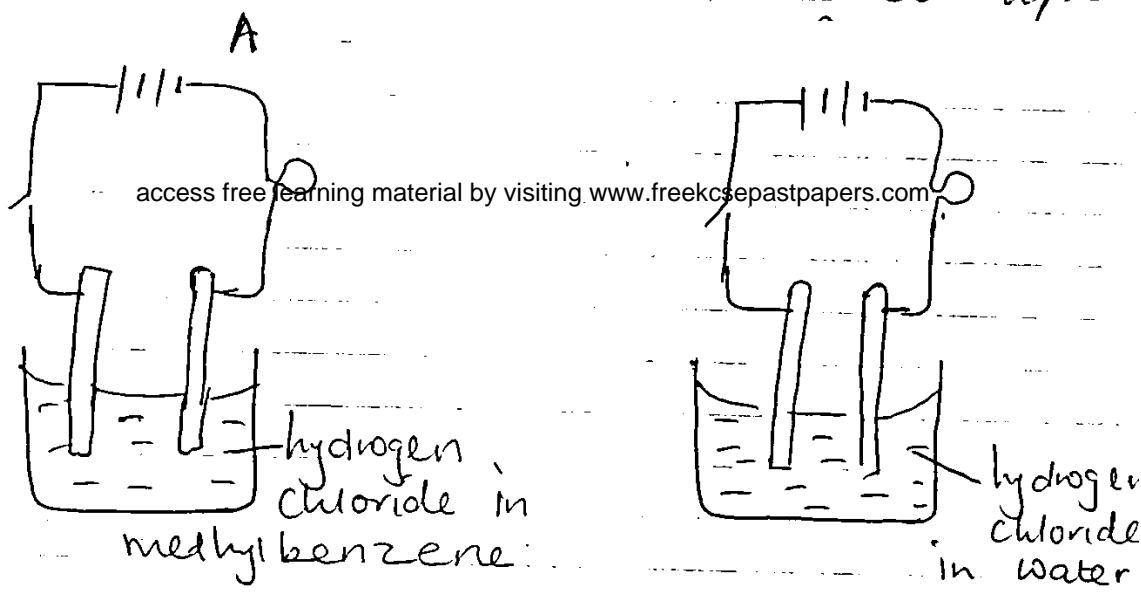 A
access free learning material by visiting www.freekcsepastpapers.com
hydrogen
chloride in
methylbenzene
hydrogen
chloride
in water